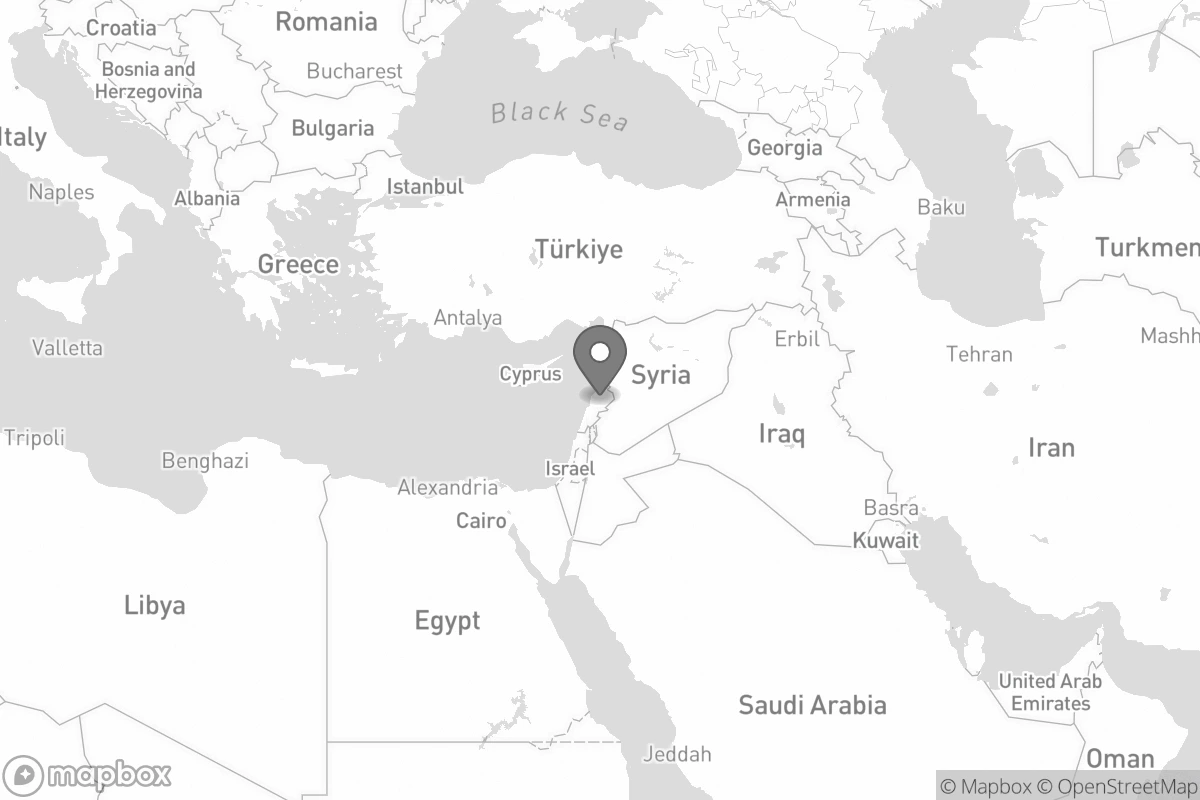 Croatia
Romania
Bosnia and
Herzegovina
Bucharest
Black Sea
Bulgaria
Italy
Georgia
Naples
Albania
Istanbul
Armenia
Baku
Greece
Türkiye
Turkmen
Antalya
Valletta
Erbil
Mashh
Tehran
Cyprus
Syria
Tripoli
Benghazi
Iraq
Iran
Israel
Alexandria
Cairo
Basra
Kuwait
Libya
Egypt
United Arab
Emirates
Saudi Arabia
Jeddah
Oman
mapbox
© Mapbox © OpenStreetMap